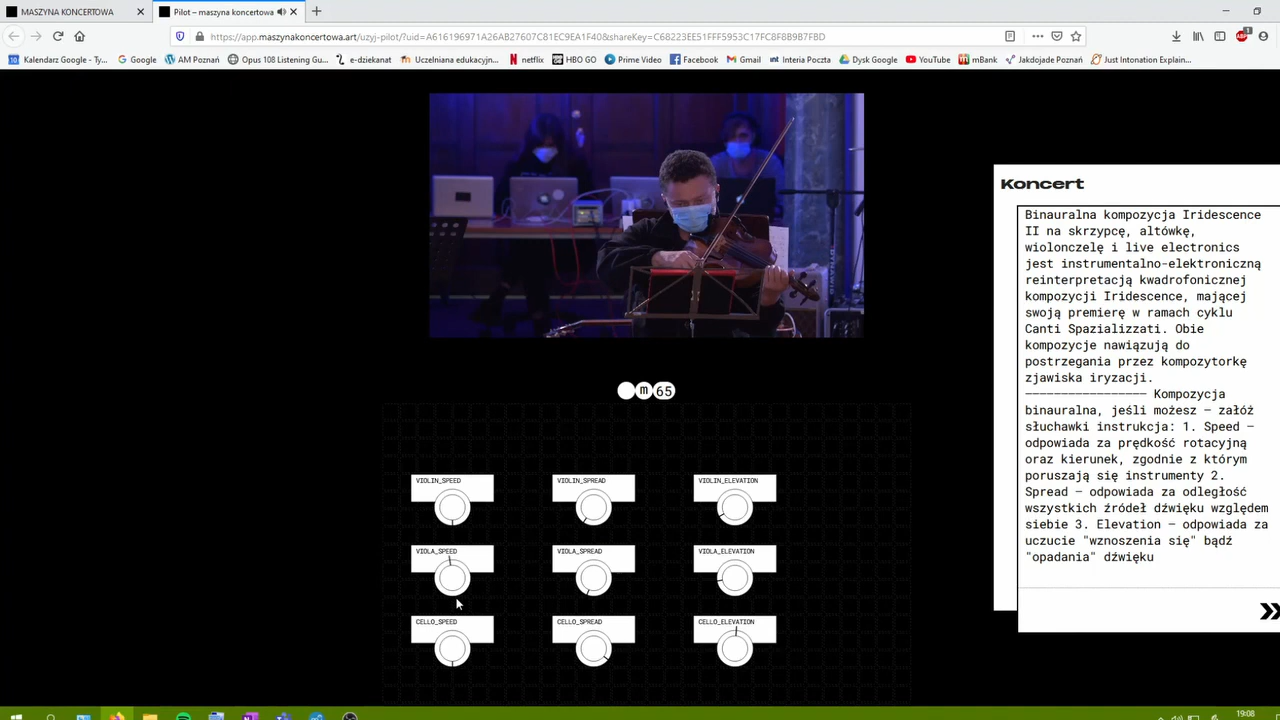 MASZYNA KONCERTOWA
Pilot – maszyna koncertowa
https://app.maszynakoncertowa.art/uzyj-pilot/?uid=A616196971A26AB27607C81EC9EA1F40&shareKey=C68223EE51FFF5953C17FC8F8B9B7FBD
Kalendarz Google - Ty...
Google
AM Poznań
Opus 108 Listening Gu...
e-dziekanat
Uczelniana edukacyjn...
netflix
HBO GO
Prime Video
Facebook
Gmail
Interia Poczta
Dysk Google
YouTube
mBank
Jakdojade Poznań
Just Intonation Explain...
Koncert
Binauralna kompozycja Iridescence
II na skrzypcę, altówkę,
wiolonczelę i live electronics
jest instrumentalno-elektroniczną
reinterpretacją kwadrofonicznej
kompozycji Iridescence, mającej
swoją premierę w ramach cyklu
Canti Spazializzati. Obie
kompozycje nawiązują do
postrzegania przez kompozytorkę
zjawiska iryzacji.
—————————————— Kompozycja
binauralna, jeśli możesz – załóż
słuchawki instrukcja: 1. Speed –
odpowiada za prędkość rotacyjną
oraz kierunek, zgodnie z którym
poruszają się instrumenty 2.
Spread – odpowiada za odległość
wszystkich źródeł dźwięku względem
siebie 3. Elevation – odpowiada za
uczucie "wznoszenia się" bądź
"opadania" dźwięku
m 65
VIOLIN_SPEED
VIOLIN_SPREAD
VIOLIN_ELEVATION
VIOLA_SPEED
VIOLA_SPREAD
VIOLA_ELEVATION
CELLO_SPEED
CELLO_SPREAD
CELLO_ELEVATION
19:08